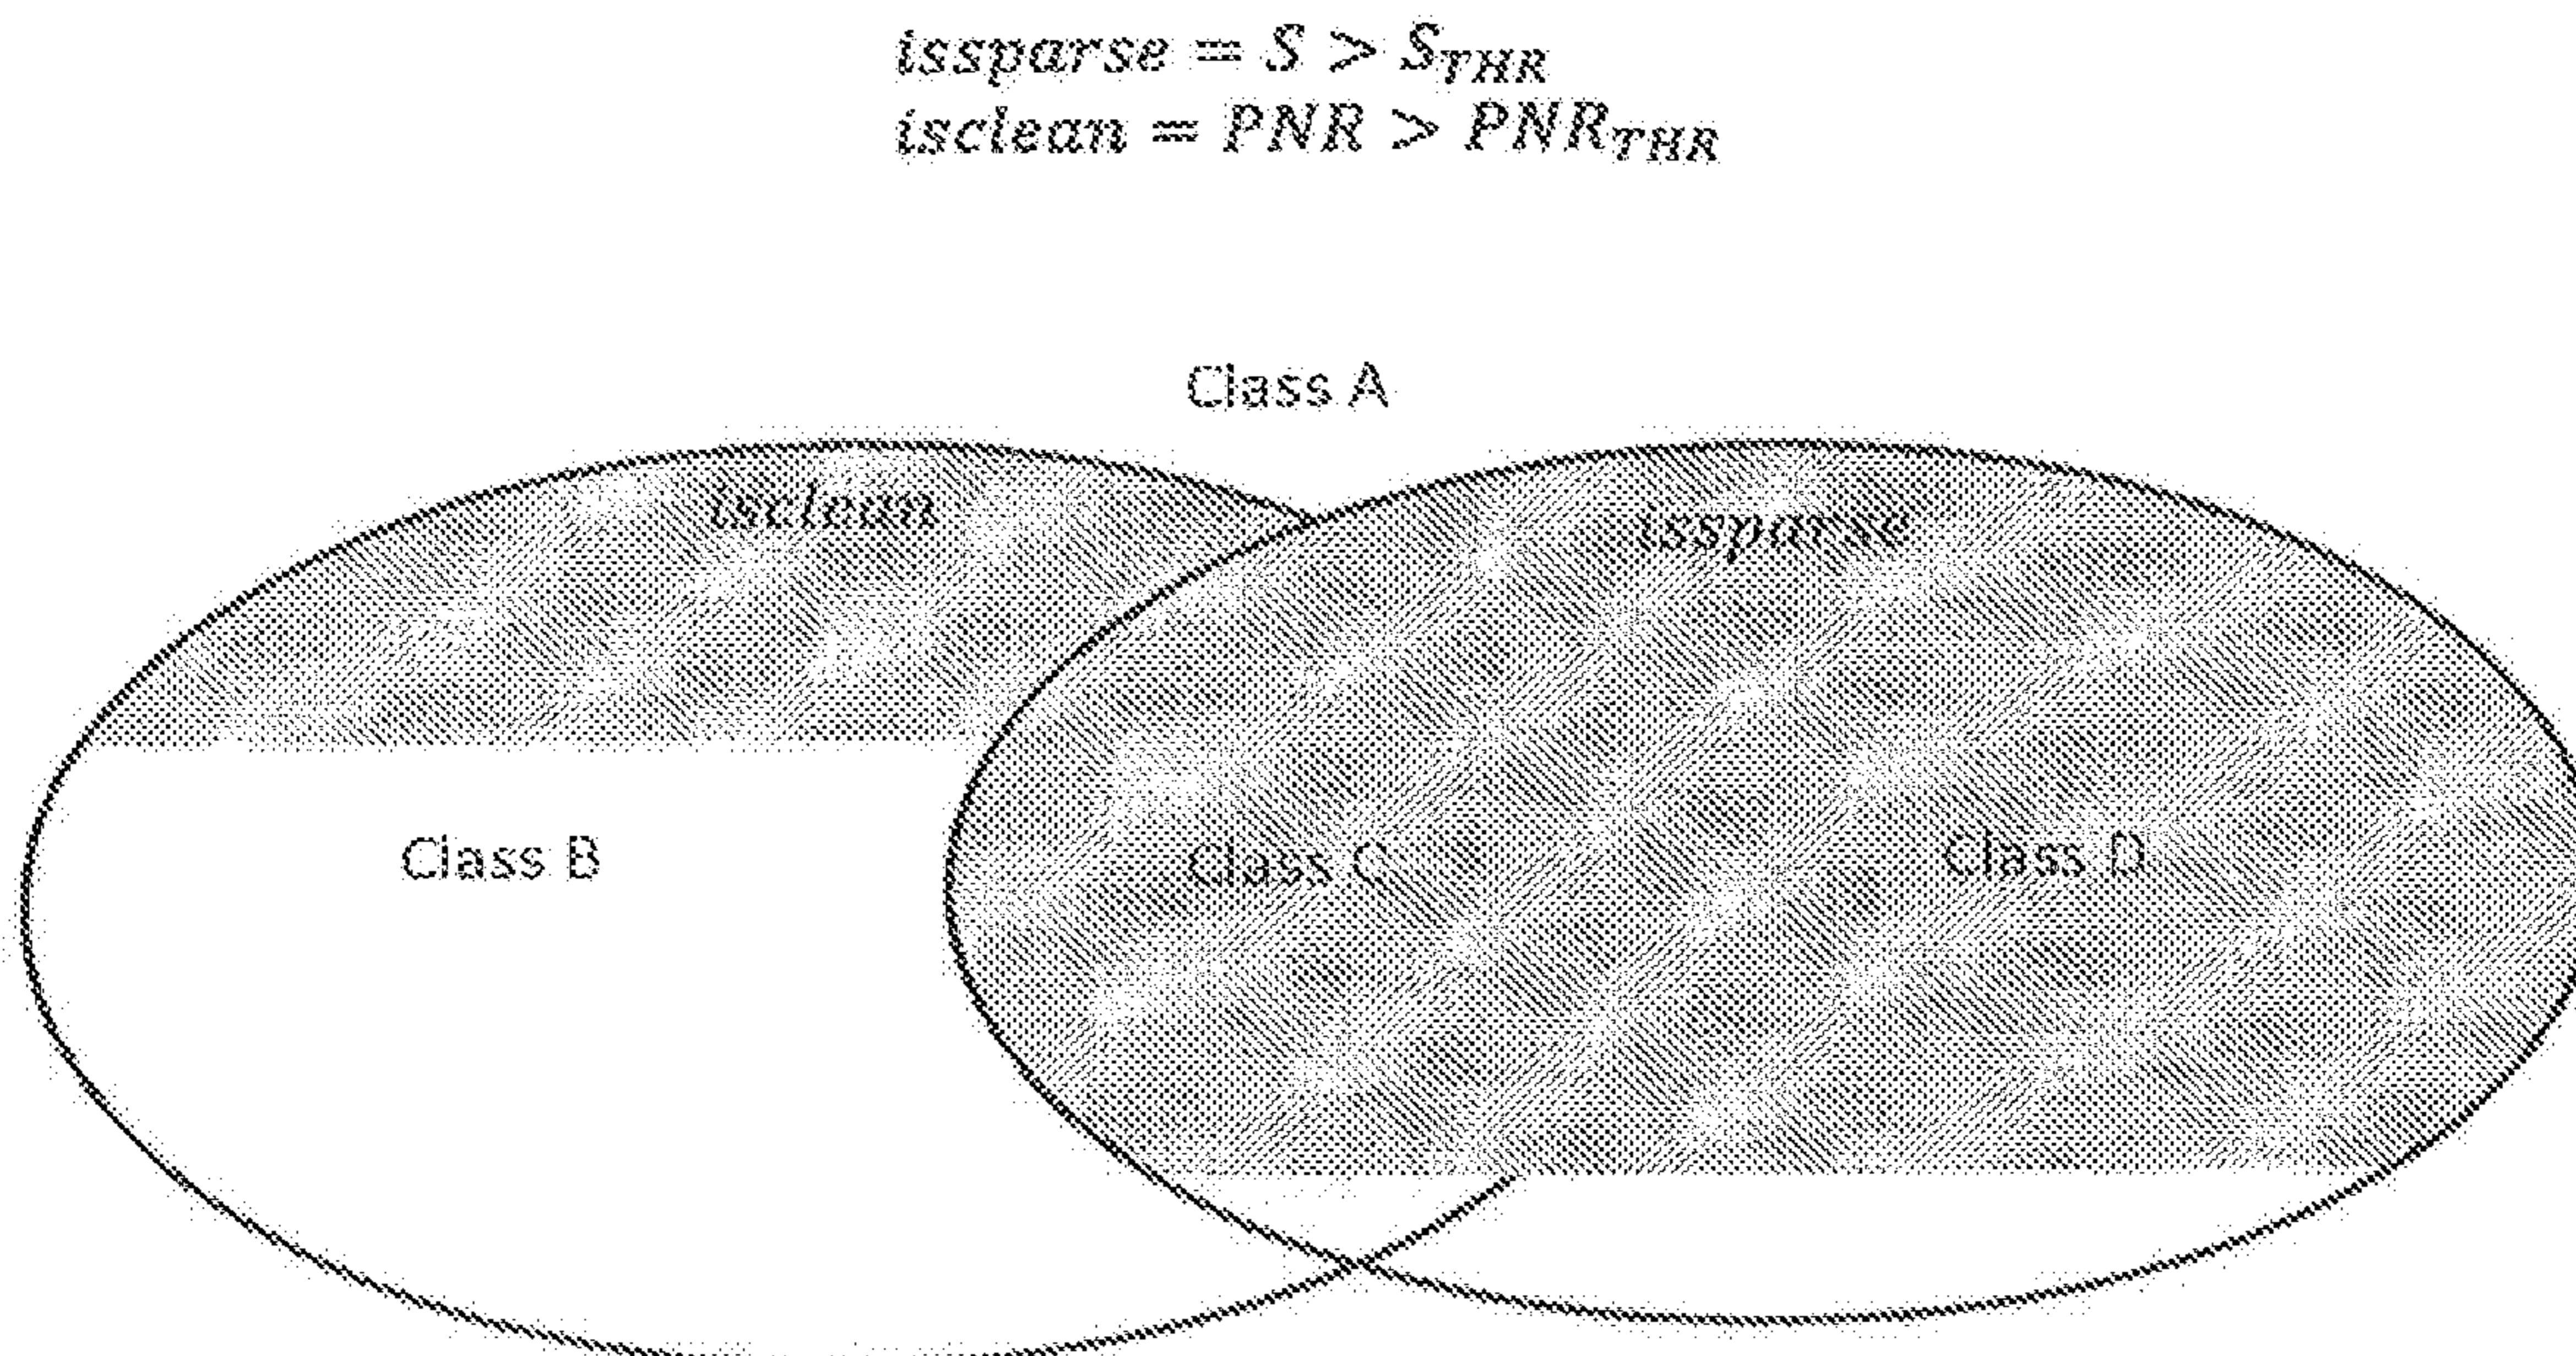 issparse = S > S_THR
isclean = PNR > PNR_THR
Class A
isclean
issparse
Class B
Class C
Class D